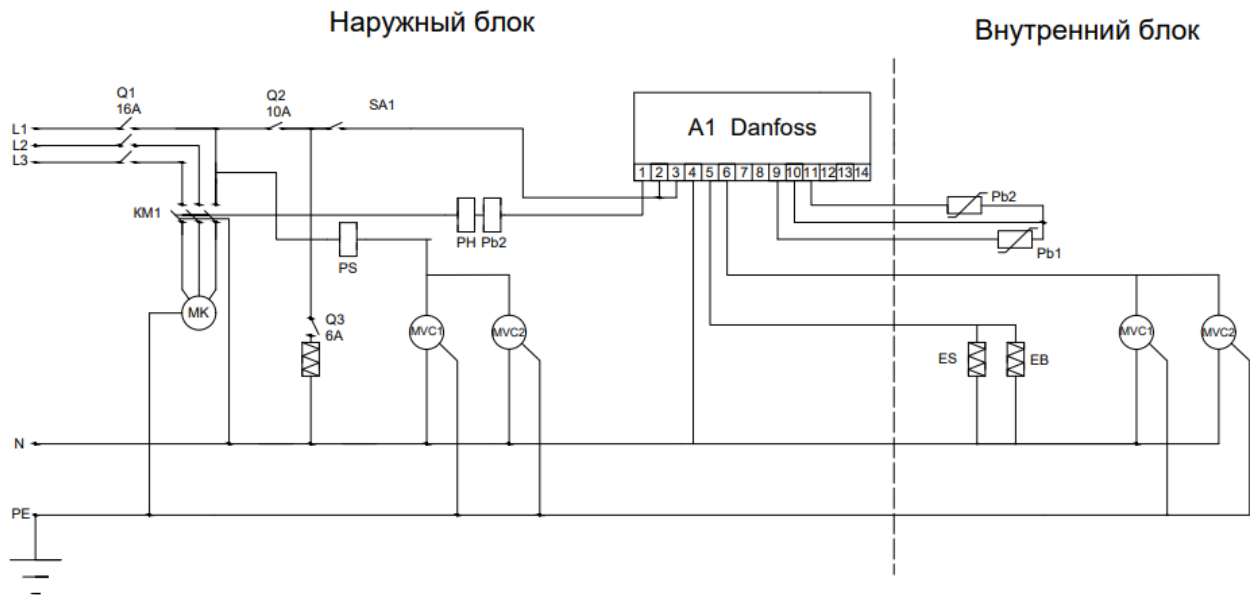 Наружный блок
Внутренний блок
Q1
16A
Q2
10A
SA1
A1 Danfoss
L1
L2
L3
1 2 3 4 5 6 7 8 9 10 11 12 13 14
KM1
PH Pb2
PS
Pb2
Pb1
MK
Q3
6A
MVC1
MVC2
ES
EB
MVC1
MVC2
N
PE